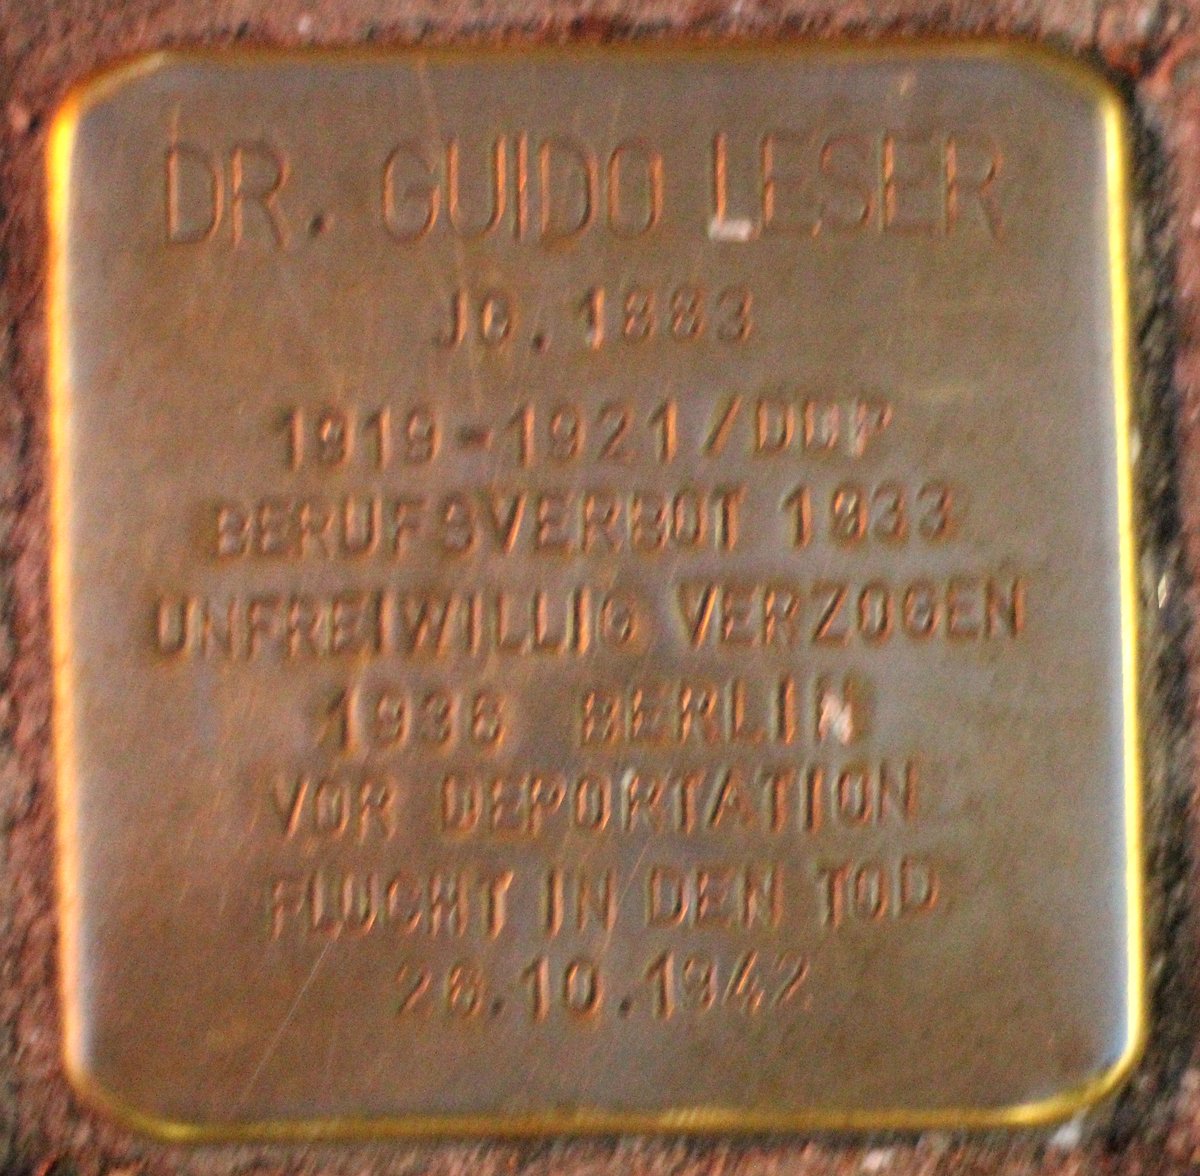 DR. GUIDO LESER
JG. 1883
1919-1921/DDP
BERUFSVERBOT 1933
UNFREIWILLIG VERZOGEN
1936 BERLIN
VOR DEPORTATION
FLUCHT IN DEN TOD
26.10.1942